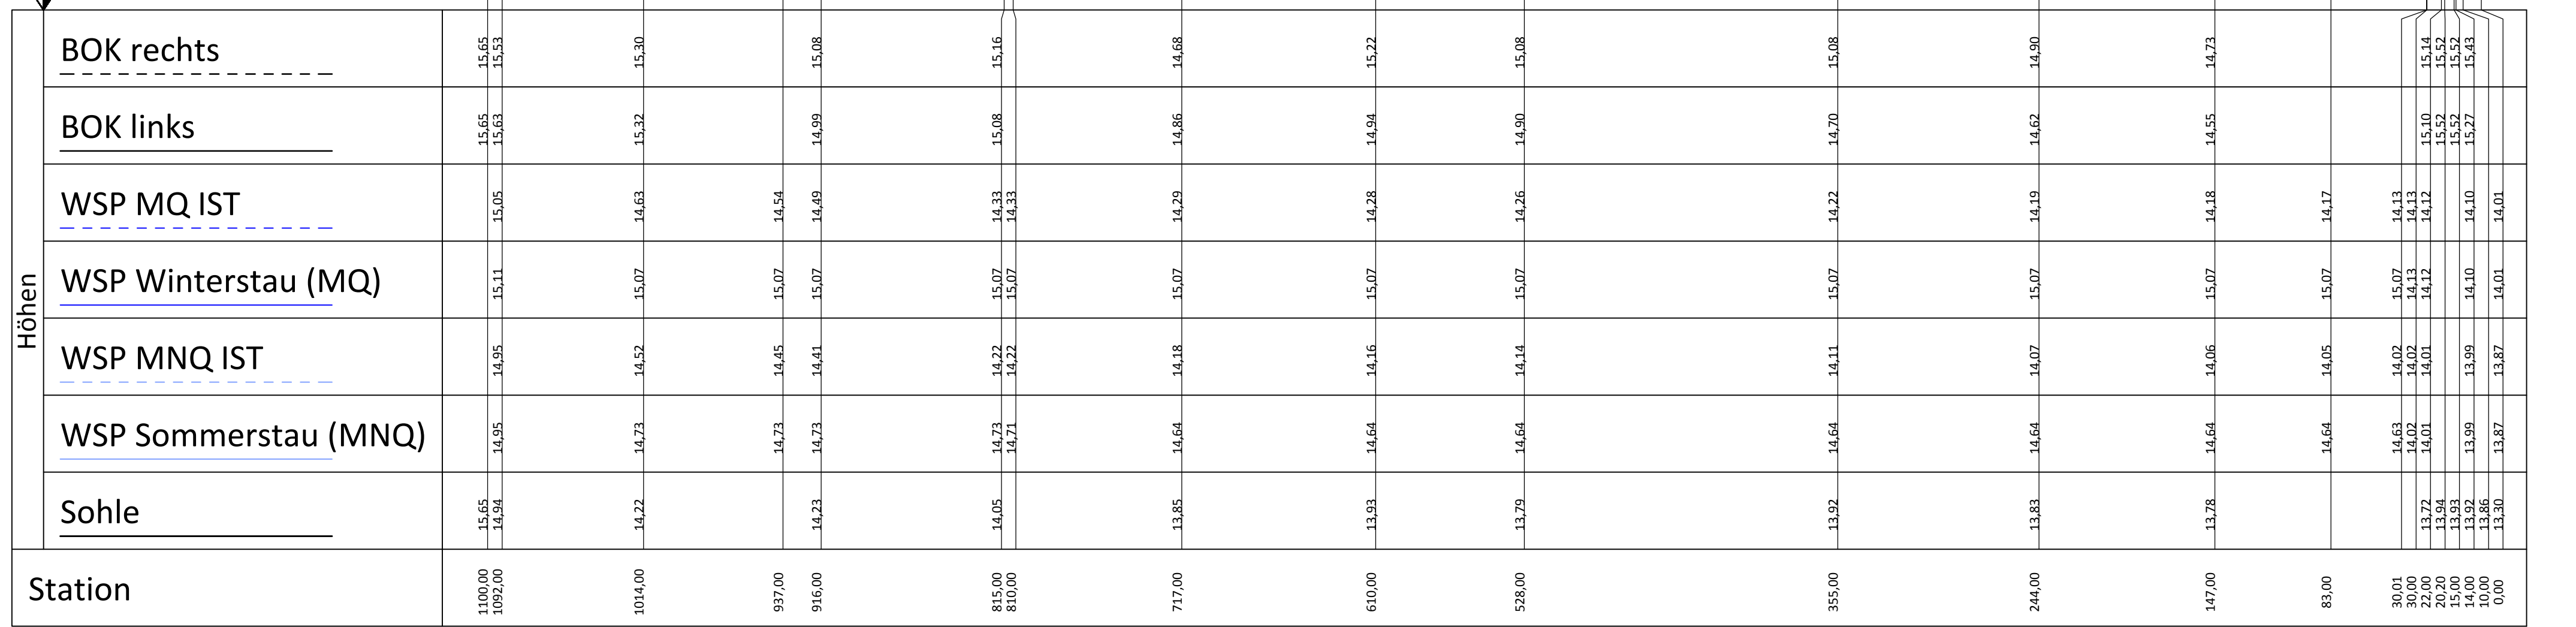 Höhen
BOK rechts 15,65 15,53 15,30 15,08 15,16 14,68 15,22 15,08 15,08 14,90 14,73 15,14 15,52 15,52 15,43
BOK links 15,65 15,63 15,32 14,99 15,08 14,86 14,94 14,90 14,70 14,62 14,55 15,10 15,52 15,52 15,27
WSP MQ IST 15,05 14,63 14,54 14,49 14,33 14,33 14,29 14,28 14,26 14,22 14,19 14,18 14,17 14,13 14,13 14,12 14,10 14,01
WSP Winterstau (MQ) 15,11 15,07 15,07 15,07 15,07 15,07 15,07 15,07 15,07 15,07 15,07 15,07 15,07 15,07 14,13 14,12 14,10 14,01
WSP MNQ IST 14,95 14,52 14,45 14,41 14,22 14,22 14,18 14,16 14,14 14,11 14,07 14,06 14,05 14,02 14,02 14,01 13,99 13,87
WSP Sommerstau (MNQ) 14,95 14,73 14,73 14,73 14,73 14,71 14,64 14,64 14,64 14,64 14,64 14,64 14,64 14,63 14,02 14,01 13,99 13,87
Sohle 15,65 14,94 14,22 14,23 14,05 13,85 13,93 13,79 13,92 13,83 13,78 13,72 13,94 13,93 13,92 13,86 13,30
Station 1100,00 1092,00 1014,00 937,00 916,00 815,00 810,00 717,00 610,00 528,00 355,00 244,00 147,00 83,00 30,01 30,00 22,00 20,20 15,00 14,00 10,00 0,00